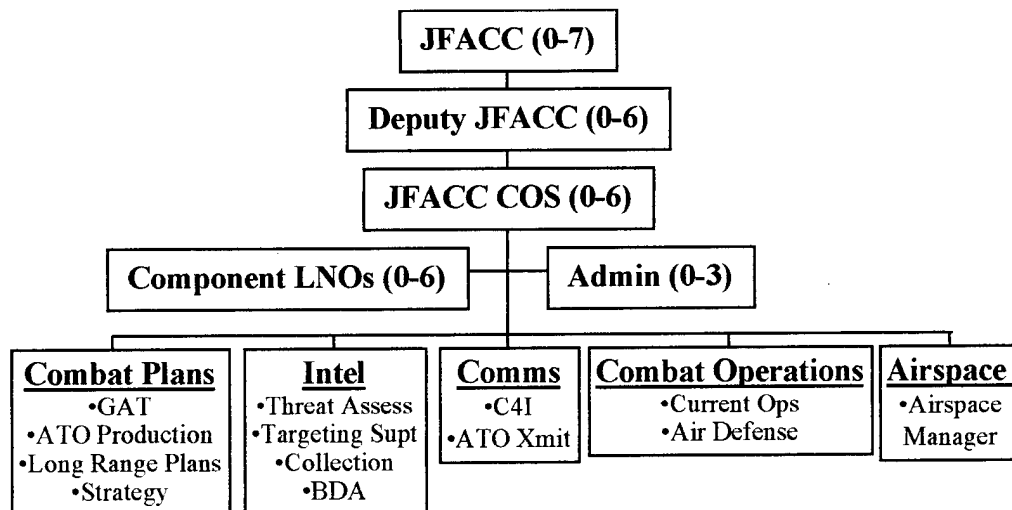 JFACC (0-7)
Deputy JFACC (0-6)
JFACC COS (0-6)
Component LNOs (0-6)
Admin (0-3)
Combat Plans
•GAT
•ATO Production
•Long Range Plans
•Strategy
Intel
•Threat Assess
•Targeting Supt
•Collection
•BDA
Comms
•C4I
•ATO Xmit
Combat Operations
•Current Ops
•Air Defense
Airspace
•Airspace
Manager